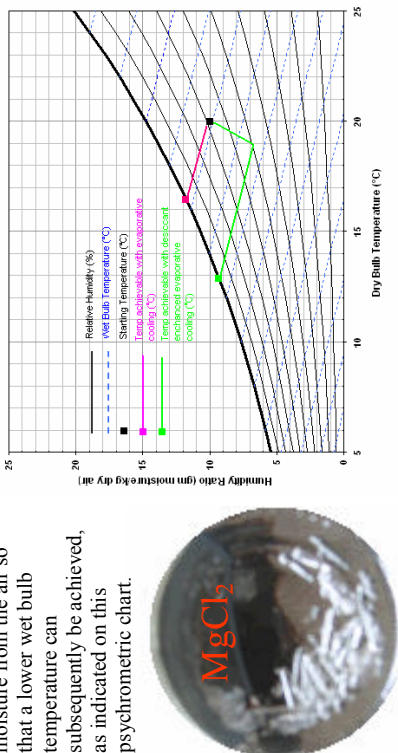 moisture from the air so
that a lower wet bulb
temperature can
subsequently be achieved,
as indicated on this
psychrometric chart.
MgCl₂
Relative Humidity (%)
Wet Bulb Temperature (°C)
Starting Temperature (°C)
Temp achievable with evaporative
cooling (°C)
Temp achievable with desiccant
enchanced evaporative
cooling (°C)
Humidity Ratio (gm moisture/kg dry air)
25
20
15
10
5
0
5
10
15
20
25
Dry Bulb Temperature (°C)